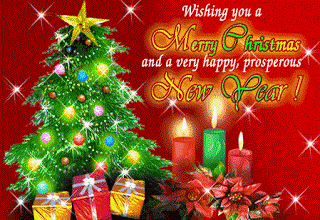 Wishing you a
Merry Christmas
and a very happy, prosperous
New Year !